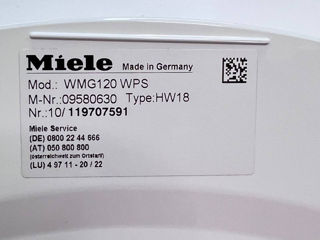 Miele Made in Germany
Mod.: WMG120 WPS
M-Nr.:09580630 Type:HW18
Nr.:10/ 119707591
Miele Service
(DE) 0800 22 44 666
(AT) 050 800 800
(österreichweit zum Ortstarif)
(LU) 4 97 11 - 20 / 22